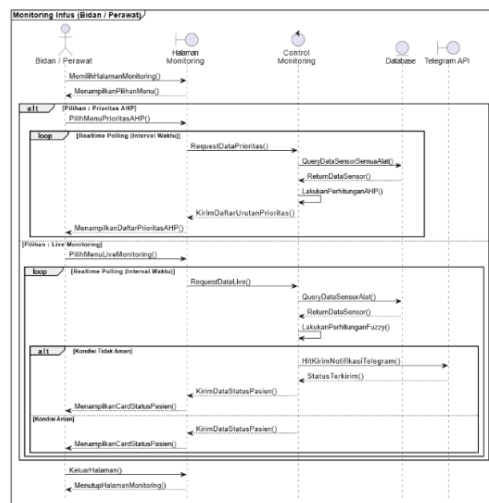 Monitoring Infus (Bidan / Perawat)
Bidan / Perawat
Halaman
Monitoring
Control
Monitoring
Database
Telegram API
MemilihHalamanMonitoring()
MenampilkanPilihanMenu()
alt
[Pilihan : Prioritas AHP]
PilihMenuPrioritasAHP()
loop
[Realtime Polling (Interval Waktu)]
RequestDataPrioritas()
QueryDataSensorSemuaAlat()
ReturnDataSensor()
LakukanPerhitunganAHP()
KirimDaftarUrutanPrioritas()
MenampilkanDaftarPrioritasAHP()
[Pilihan : Live Monitoring]
PilihMenuLiveMonitoring()
loop
[Realtime Polling (Interval Waktu)]
RequestDataLive()
QueryDataSensorAlat()
ReturnDataSensor()
LakukanPerhitunganFuzzy()
alt
[Kondisi Tidak Aman]
HitKirimNotifikasiTelegram()
StatusTerkirim()
KirimDataStatusPasien()
MenampilkanCardStatusPasien()
[Kondisi Aman]
KirimDataStatusPasien()
MenampilkanCardStatusPasien()
KeluarHalaman()
MenutupHalamanMonitoring()